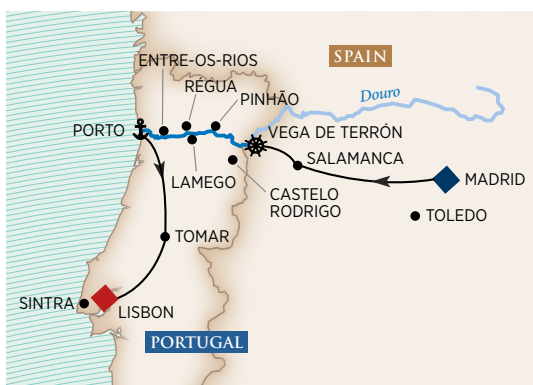 SPAIN
ENTRE-OS-RIOS
RÉGUA
Douro
PINHÃO
PORTO
VEGA DE TERRÓN
SALAMANCA
LAMEGO
MADRID
CASTELO
RODRIGO
TOLEDO
TOMAR
SINTRA
LISBON
PORTUGAL